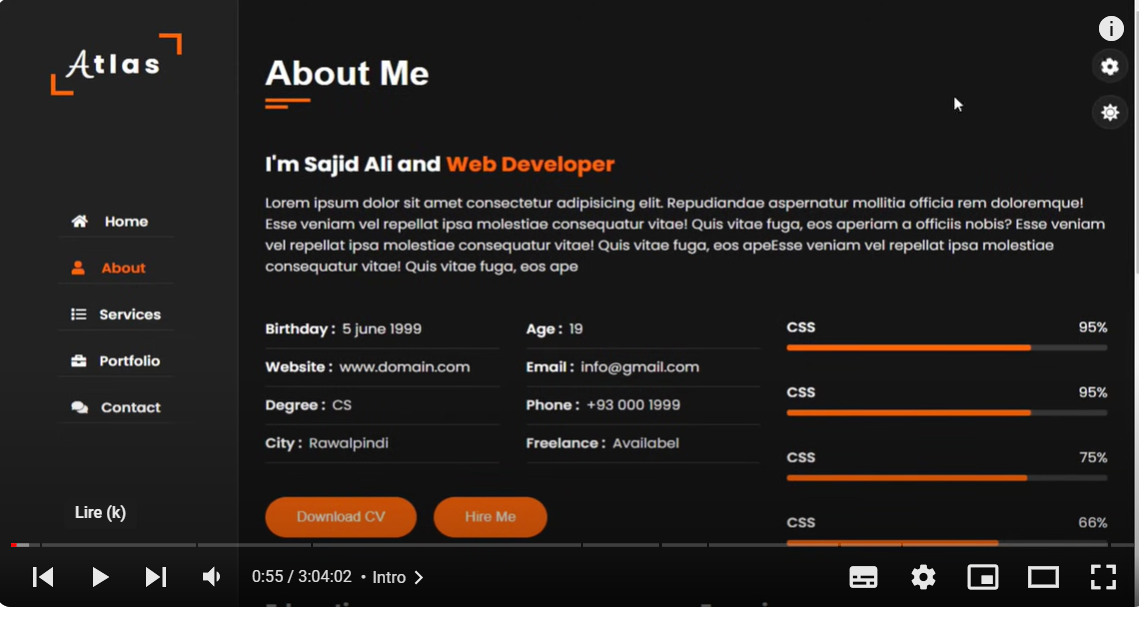 Atlas
Home
About
Services
Portfolio
Contact
About Me
I'm Sajid Ali and Web Developer
Lorem ipsum dolor sit amet consectetur adipisicing elit. Repudiandae aspernatur mollitia officia rem doloremque!
Esse veniam vel repellat ipsa molestiae consequatur vitae! Quis vitae fuga, eos aperiam a officiis nobis? Esse veniam
vel repellat ipsa molestiae consequatur vitae! Quis vitae fuga, eos apeEsse veniam vel repellat ipsa molestiae
consequatur vitae! Quis vitae fuga, eos ape
Birthday : 5 june 1999
Age : 19
Website : www.domain.com
Email : info@gmail.com
Degree : CS
Phone : +93 000 1999
City : Rawalpindi
Freelance : Availabel
Download CV
Hire Me
CSS 95%
CSS 95%
CSS 75%
CSS 66%
Lire (k)
0:55 / 3:04:02 • Intro